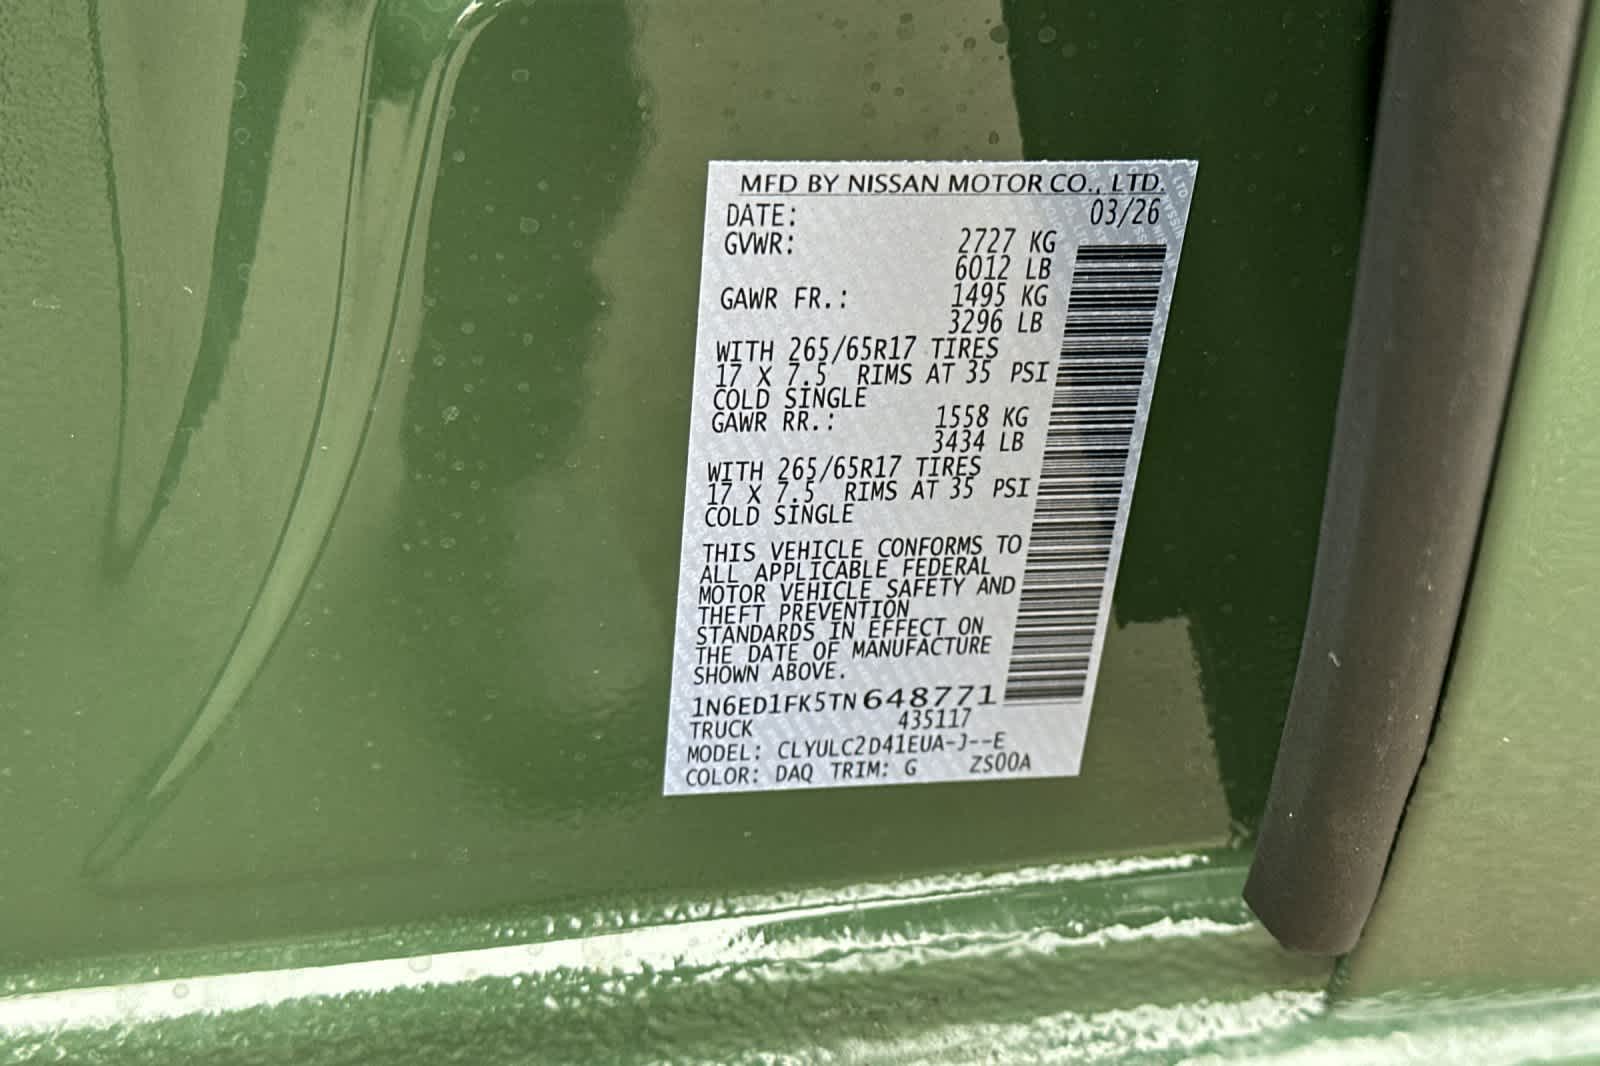 MFD BY NISSAN MOTOR CO., LTD.
DATE: 03/26
GVWR: 2727 KG
6012 LB
GAWR FR.: 1495 KG
3296 LB
WITH 265/65R17 TIRES
17 X 7.5 RIMS AT 35 PSI
COLD SINGLE
GAWR RR.: 1558 KG
3434 LB
WITH 265/65R17 TIRES
17 X 7.5 RIMS AT 35 PSI
COLD SINGLE
THIS VEHICLE CONFORMS TO
ALL APPLICABLE FEDERAL
MOTOR VEHICLE SAFETY AND
THEFT PREVENTION
STANDARDS IN EFFECT ON
THE DATE OF MANUFACTURE
SHOWN ABOVE.
1N6ED1FK5TN648771
TRUCK 435117
MODEL: CLYULC2D41EUA-J--E
COLOR: DAQ TRIM: G ZS00A